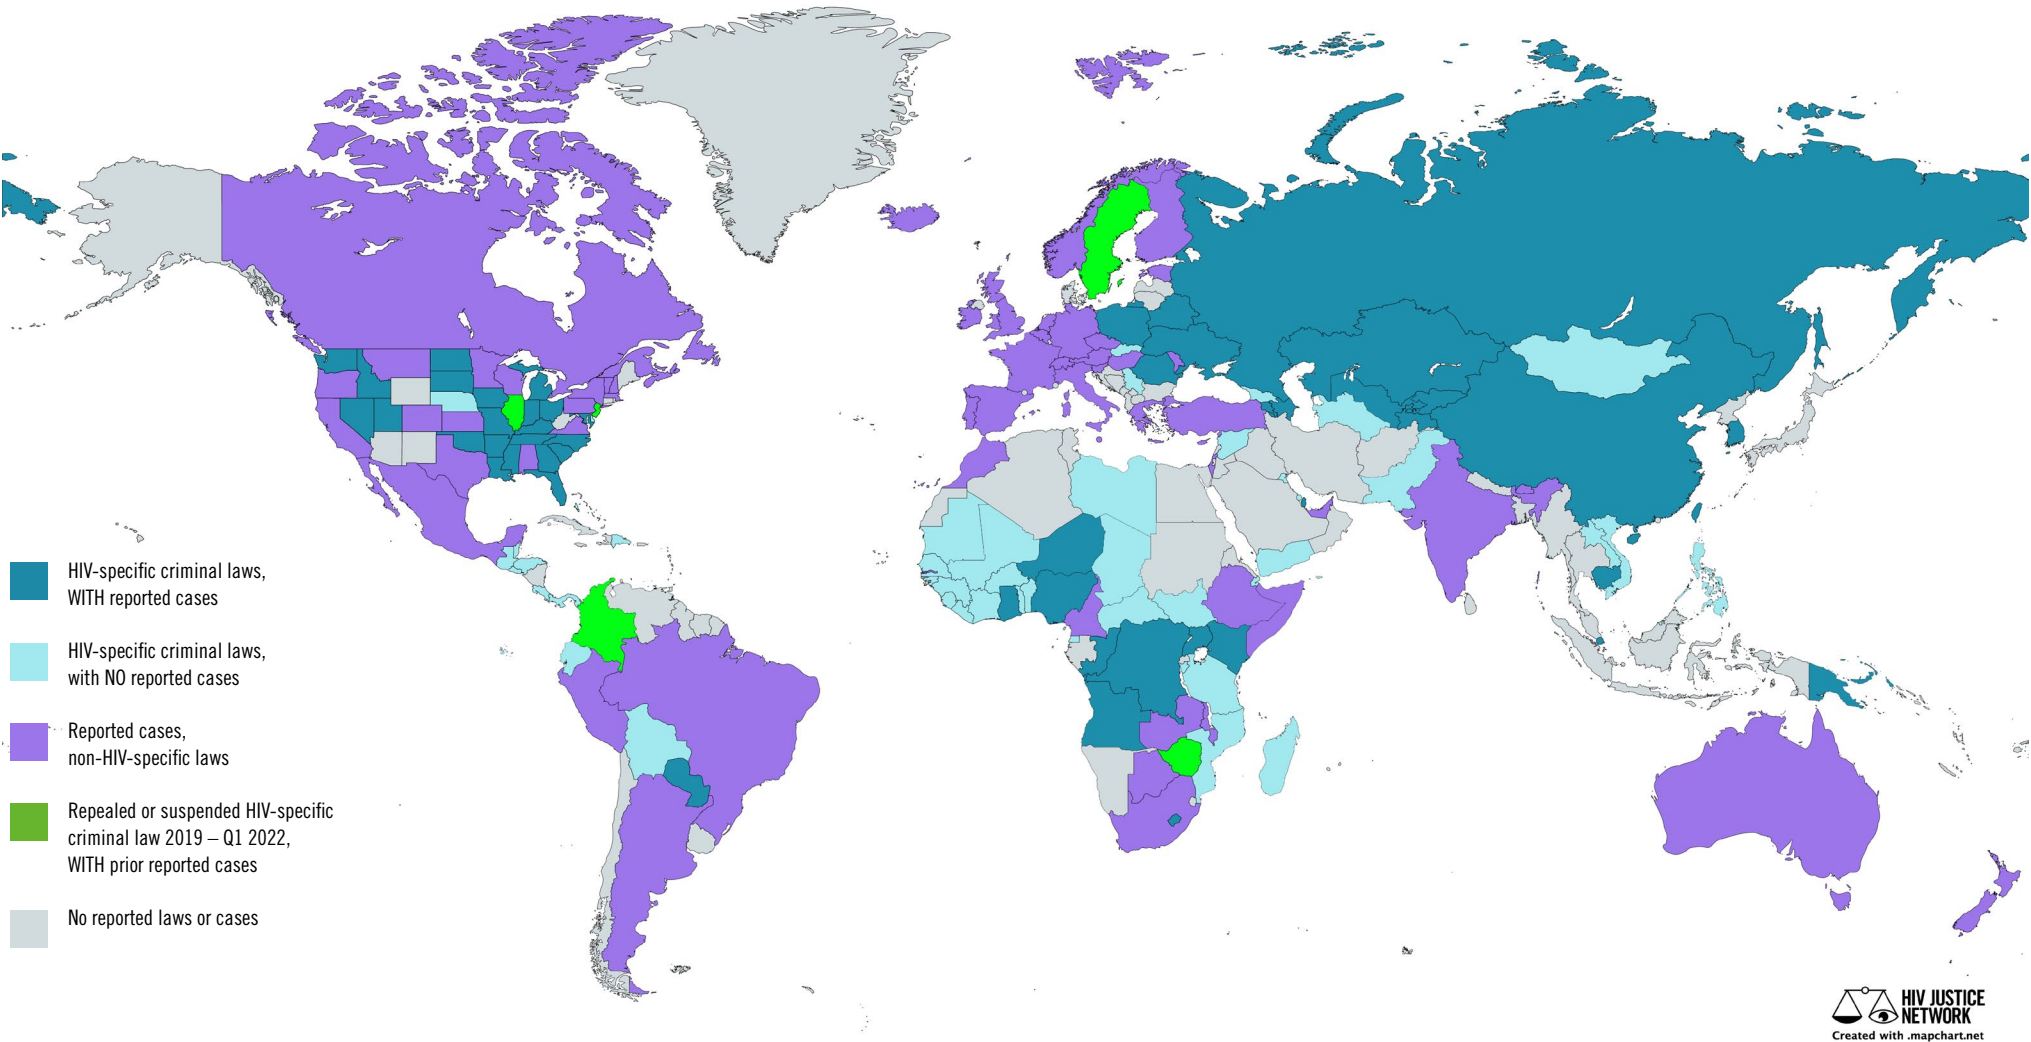 HIV-specific criminal laws,
WITH reported cases
HIV-specific criminal laws,
with NO reported cases
Reported cases,
non-HIV-specific laws
Repealed or suspended HIV-specific
criminal law 2019 – Q1 2022,
WITH prior reported cases
No reported laws or cases
HIV JUSTICE
NETWORK
Created with .mapchart.net